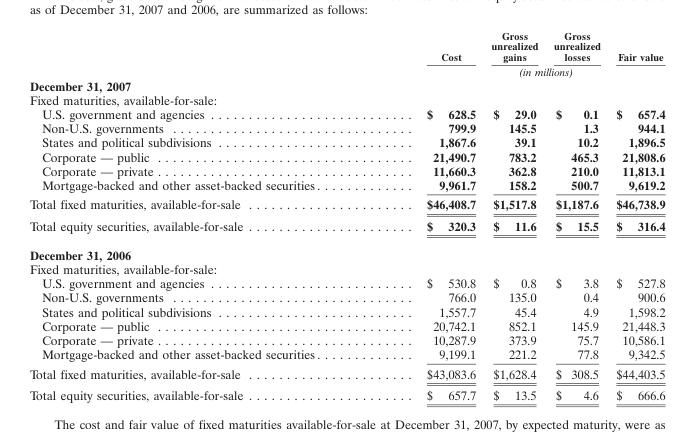 as of December 31, 2007 and 2006, are summarized as follows:
Gross Gross
unrealized unrealized
Cost gains losses Fair value
(in millions)
December 31, 2007
Fixed maturities, available-for-sale:
U.S. government and agencies . . . . . . . . . . . . . . . . . . . . . . . . . . . $ 628.5 $ 29.0 $ 0.1 $ 657.4
Non-U.S. governments . . . . . . . . . . . . . . . . . . . . . . . . . . . . . . . . 799.9 145.5 1.3 944.1
States and political subdivisions . . . . . . . . . . . . . . . . . . . . . . . . . . 1,867.6 39.1 10.2 1,896.5
Corporate — public . . . . . . . . . . . . . . . . . . . . . . . . . . . . . . . . . . 21,490.7 783.2 465.3 21,808.6
Corporate — private . . . . . . . . . . . . . . . . . . . . . . . . . . . . . . . . . . 11,660.3 362.8 210.0 11,813.1
Mortgage-backed and other asset-backed securities . . . . . . . . . . . . . 9,961.7 158.2 500.7 9,619.2
Total fixed maturities, available-for-sale . . . . . . . . . . . . . . . . . . . . . . $46,408.7 $1,517.8 $1,187.6 $46,738.9
Total equity securities, available-for-sale . . . . . . . . . . . . . . . . . . . . . . $ 320.3 $ 11.6 $ 15.5 $ 316.4
December 31, 2006
Fixed maturities, available-for-sale:
U.S. government and agencies . . . . . . . . . . . . . . . . . . . . . . . . . . . $ 530.8 $ 0.8 $ 3.8 $ 527.8
Non-U.S. governments . . . . . . . . . . . . . . . . . . . . . . . . . . . . . . . . 766.0 135.0 0.4 900.6
States and political subdivisions . . . . . . . . . . . . . . . . . . . . . . . . . . 1,557.7 45.4 4.9 1,598.2
Corporate — public . . . . . . . . . . . . . . . . . . . . . . . . . . . . . . . . . . 20,742.1 852.1 145.9 21,448.3
Corporate — private . . . . . . . . . . . . . . . . . . . . . . . . . . . . . . . . . . 10,287.9 373.9 75.7 10,586.1
Mortgage-backed and other asset-backed securities . . . . . . . . . . . . . 9,199.1 221.2 77.8 9,342.5
Total fixed maturities, available-for-sale . . . . . . . . . . . . . . . . . . . . . . $43,083.6 $1,628.4 $ 308.5 $44,403.5
Total equity securities, available-for-sale . . . . . . . . . . . . . . . . . . . . . . $ 657.7 $ 13.5 $ 4.6 $ 666.6
The cost and fair value of fixed maturities available-for-sale at December 31, 2007, by expected maturity, were as